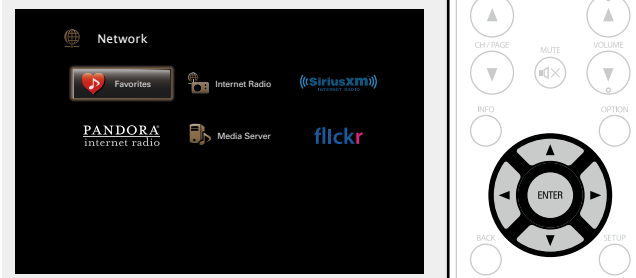 Network
Favorites
Internet Radio
((SiriusXM))
INTERNET RADIO
PANDORA®
internet radio
Media Server
flickr
CH / PAGE
MUTE
VOLUME
INFO
OPTION
ENTER
BACK
SETUP